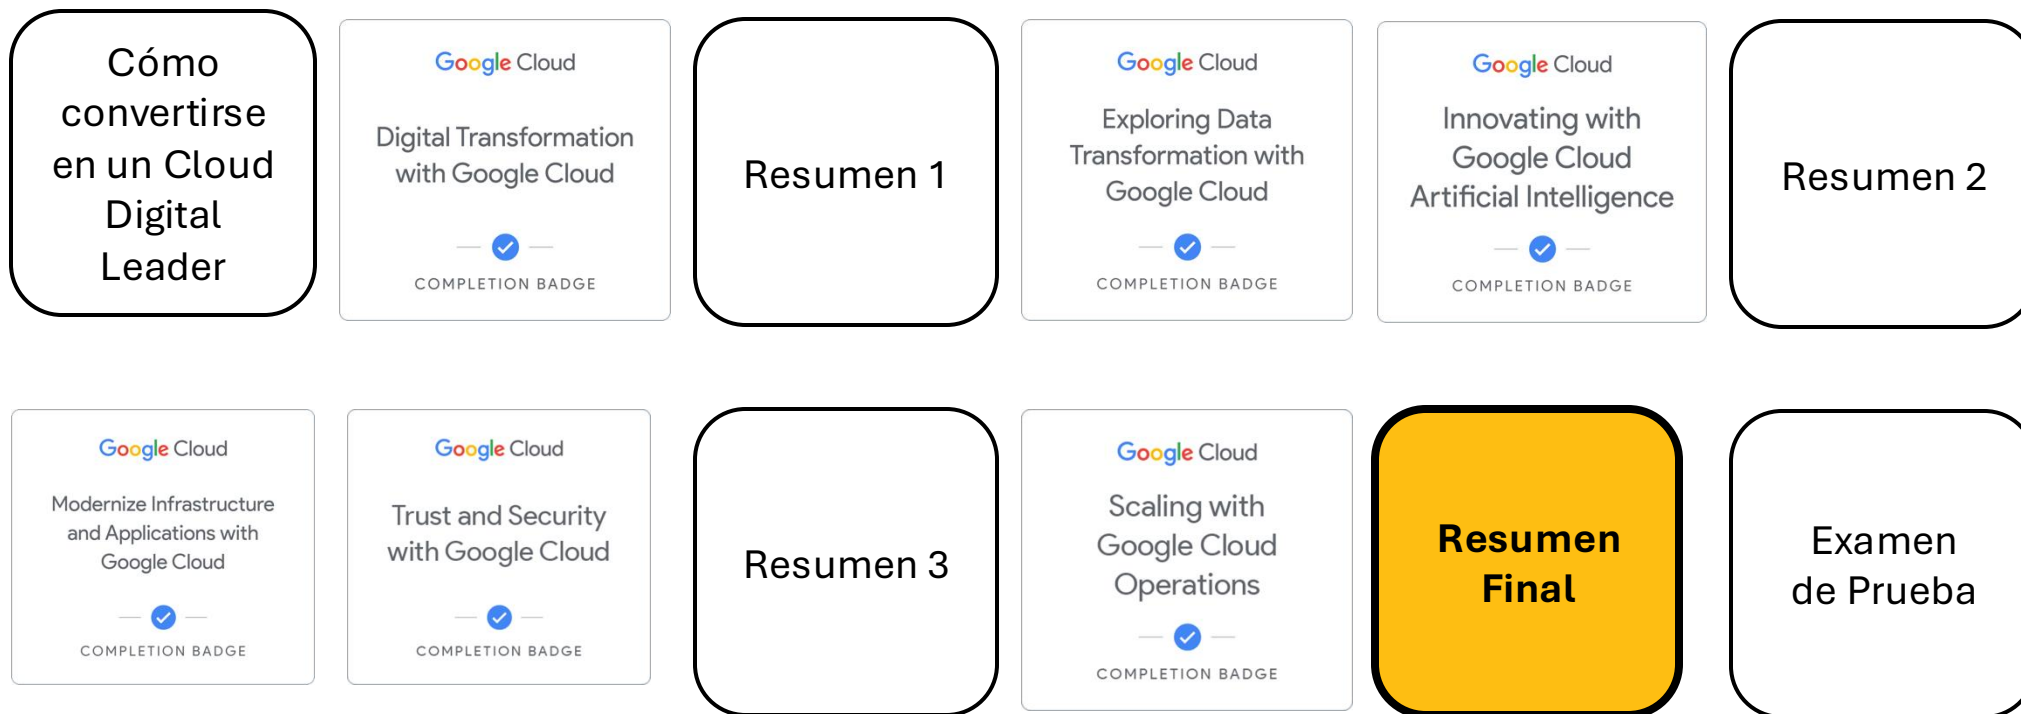 Cómo
convertirse
en un Cloud
Digital
Leader
Google Cloud
Digital Transformation
with Google Cloud
COMPLETION BADGE
Resumen 1
Google Cloud
Exploring Data
Transformation with
Google Cloud
COMPLETION BADGE
Google Cloud
Innovating with
Google Cloud
Artificial Intelligence
COMPLETION BADGE
Resumen 2
Google Cloud
Modernize Infrastructure
and Applications with
Google Cloud
COMPLETION BADGE
Google Cloud
Trust and Security
with Google Cloud
COMPLETION BADGE
Resumen 3
Google Cloud
Scaling with
Google Cloud
Operations
COMPLETION BADGE
Resumen
Final
Examen
de Prueba